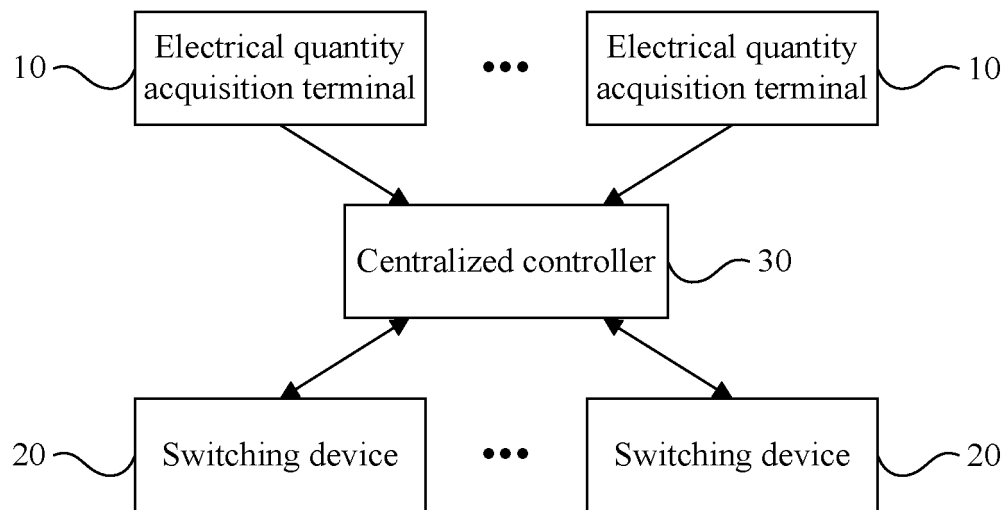 10
Electrical quantity
acquisition terminal
•••
Electrical quantity
acquisition terminal
10
Centralized controller
30
20
Switching device
•••
Switching device
20